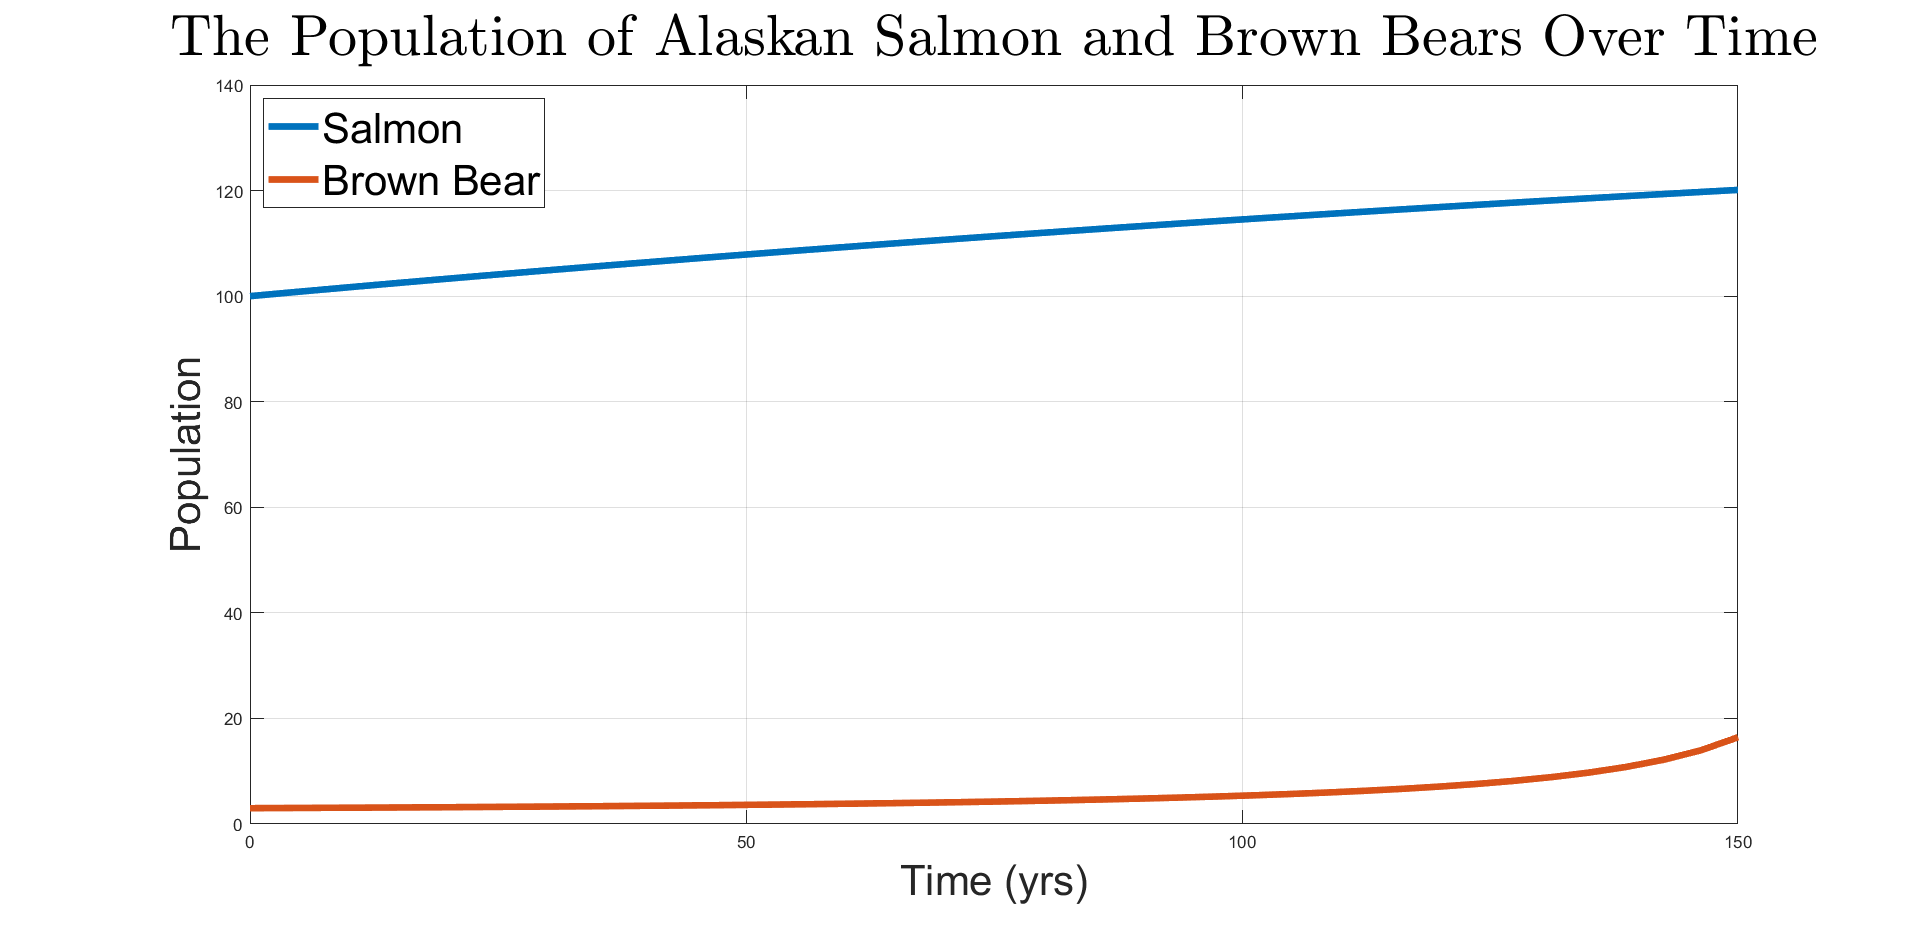 The Population of Alaskan Salmon and Brown Bears Over Time
140
Salmon
Brown Bear
120
100
80
60
40
20
0
Population
0 50 100 150
Time (yrs)